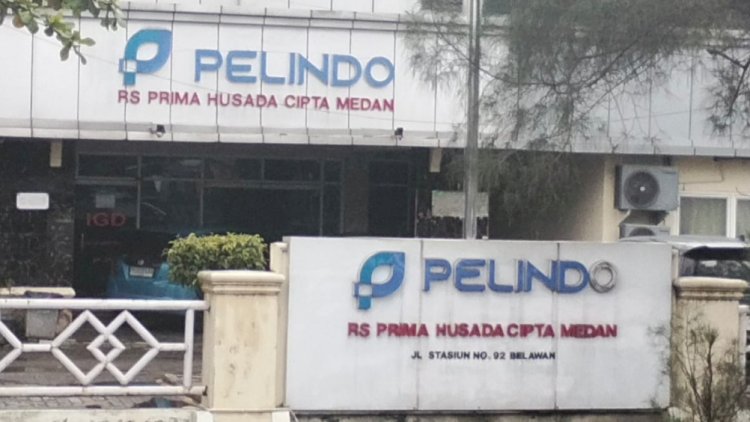 PELINDO
RS PRIMA HUSADA CIPTA MEDAN
IGD
PELINDO
RS PRIMA HUSADA CIPTA MEDAN
JL STASIUN NO. 92 BELAWAN